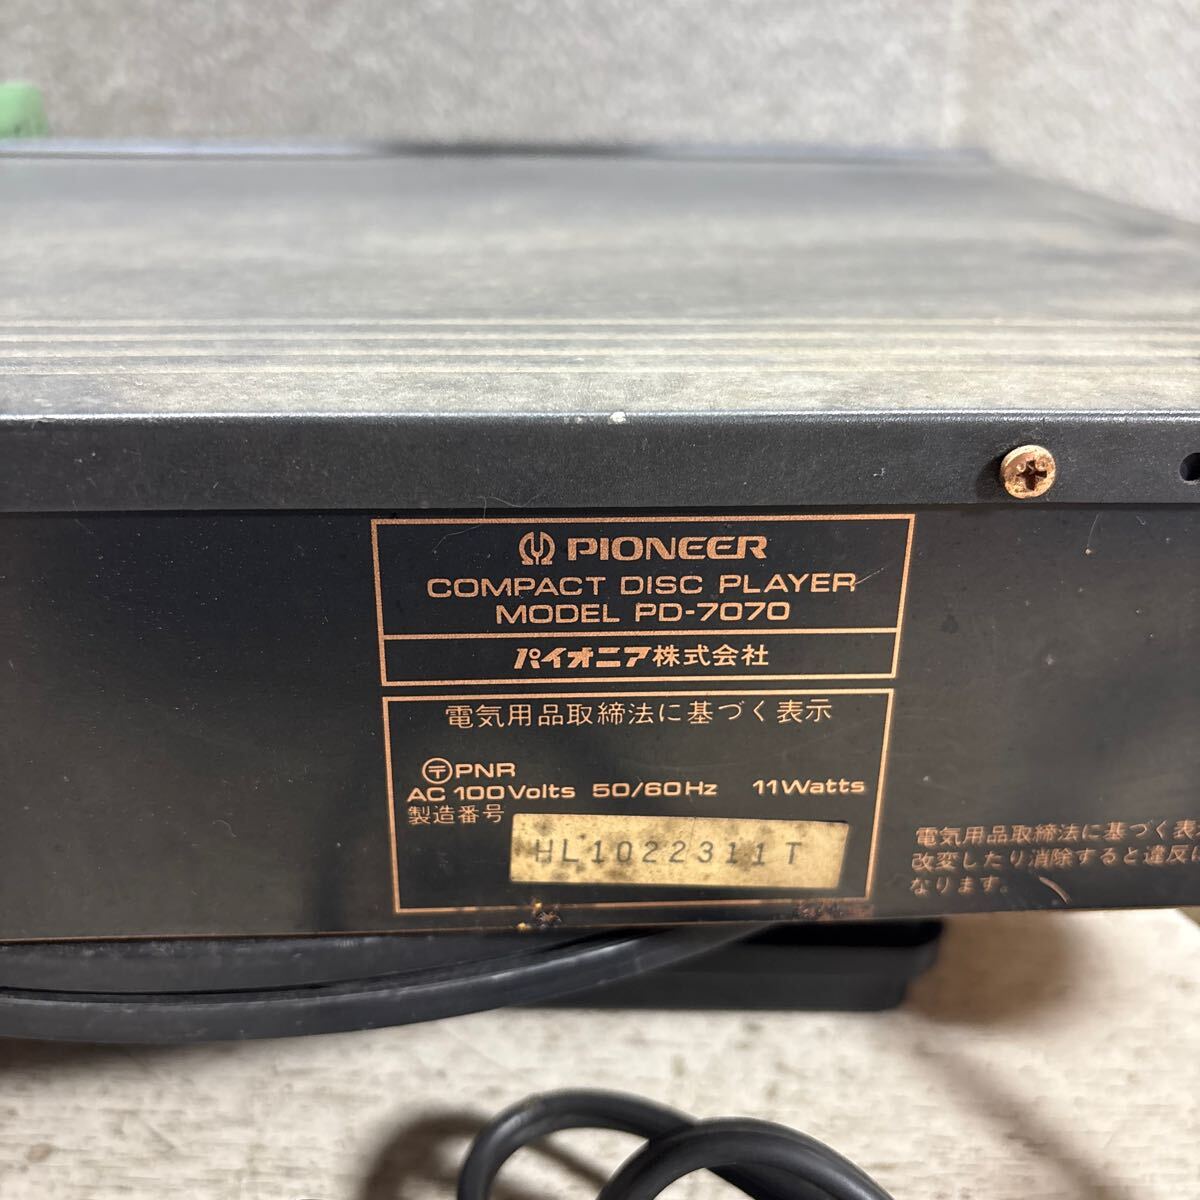 PIONEER
COMPACT DISC PLAYER
MODEL PD-7070
パイオニア株式会社
電気用品取締法に基づく表示
〒PNR
AC 100Volts 50/60Hz 11Watts
製造番号
HL1022311T
電気用品取締法に基づく表
改変したり消除すると違反に
なります。